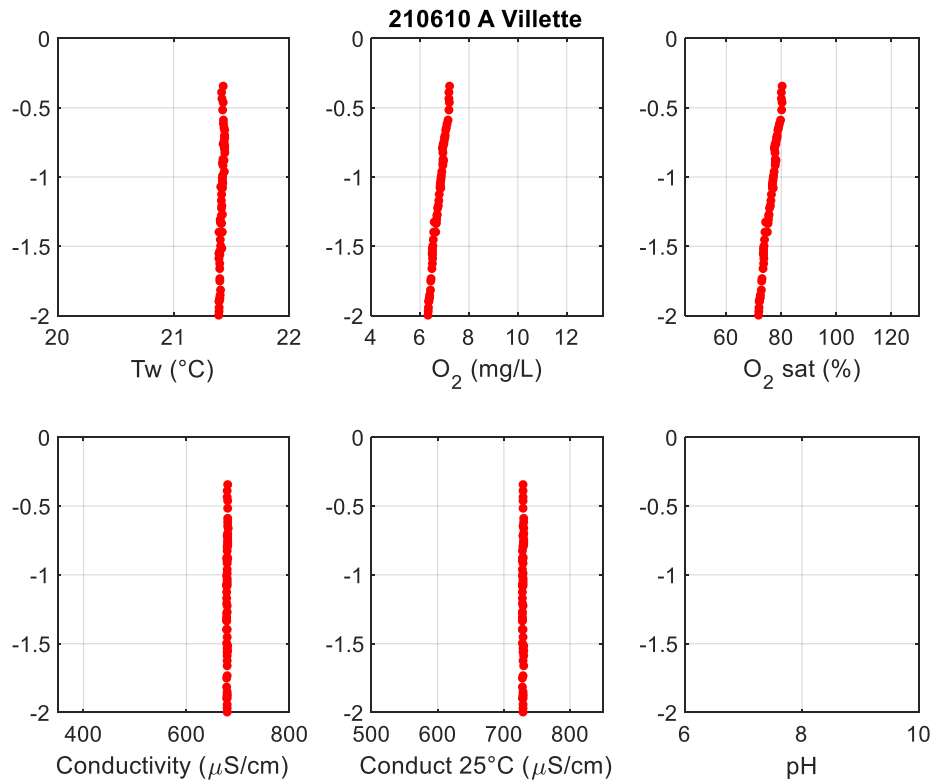 210610 A Villette
0
-0.5
-1
-1.5
-2
20 21 22
Tw (°C)
0
-0.5
-1
-1.5
-2
4 6 8 10 12
O2 (mg/L)
0
-0.5
-1
-1.5
-2
60 80 100 120
O2 sat (%)
0
-0.5
-1
-1.5
-2
400 600 800
Conductivity (μS/cm)
0
-0.5
-1
-1.5
-2
500 600 700 800
Conduct 25°C (μS/cm)
0
-0.5
-1
-1.5
-2
6 8 10
pH